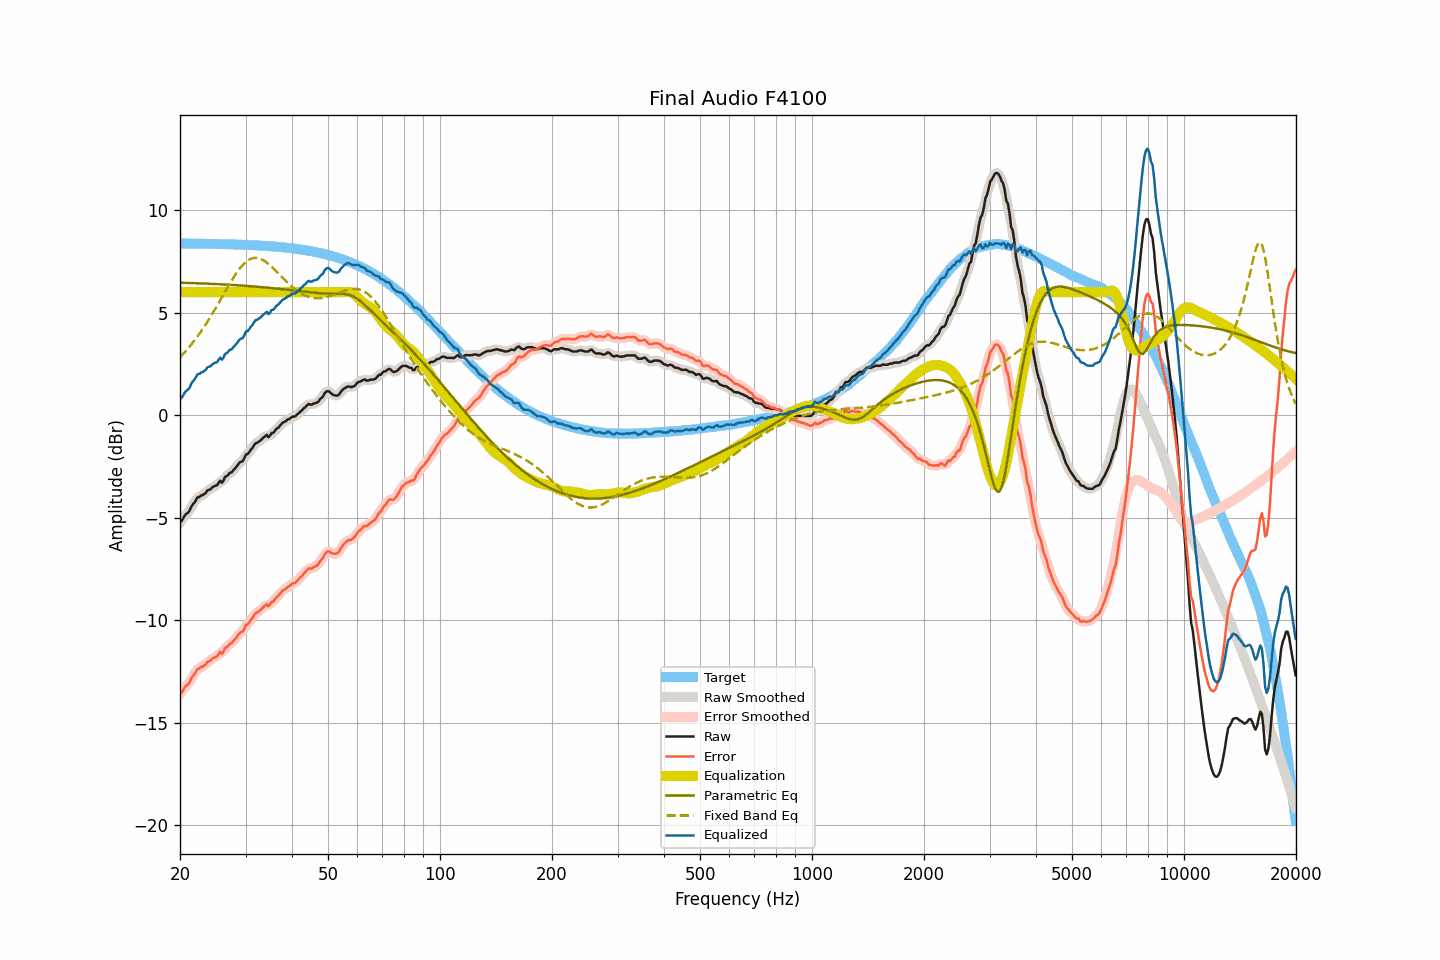 Final Audio F4100
Amplitude (dBr)
10
5
0
−5
−10
−15
−20
Target
Raw Smoothed
Error Smoothed
Raw
Error
Equalization
Parametric Eq
Fixed Band Eq
Equalized
20 50 100 200 500 1000 2000 5000 10000 20000
Frequency (Hz)